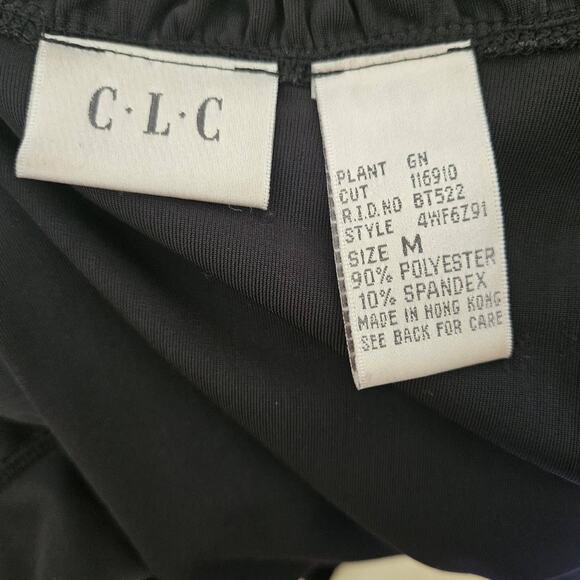 C·L·C
PLANT GN
CUT 116910
R.I.D.NO BT522
STYLE 4WF6Z91
SIZE M
90% POLYESTER
10% SPANDEX
MADE IN HONG KONG
SEE BACK FOR CARE